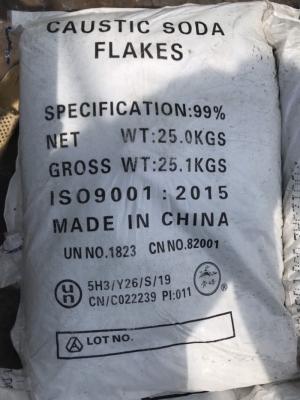 CAUSTIC SODA
FLAKES
SPECIFICATION:99%
NET WT:25.0KGS
GROSS WT:25.1KGS
ISO9001:2015
MADE IN CHINA
UN NO.1823 CN NO.82001
un
5H3/Y26/S/19
CN/C022239 PI:011
LOT NO.